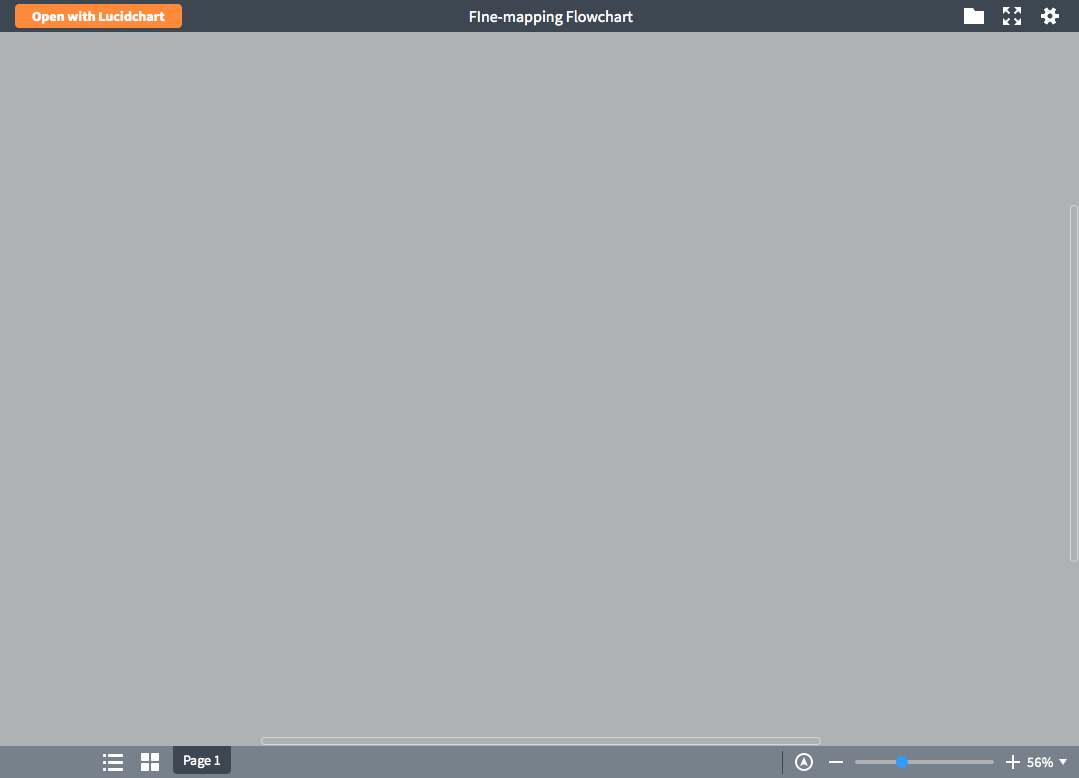 Open with Lucidchart
FIne-mapping Flowchart
Page 1
56%